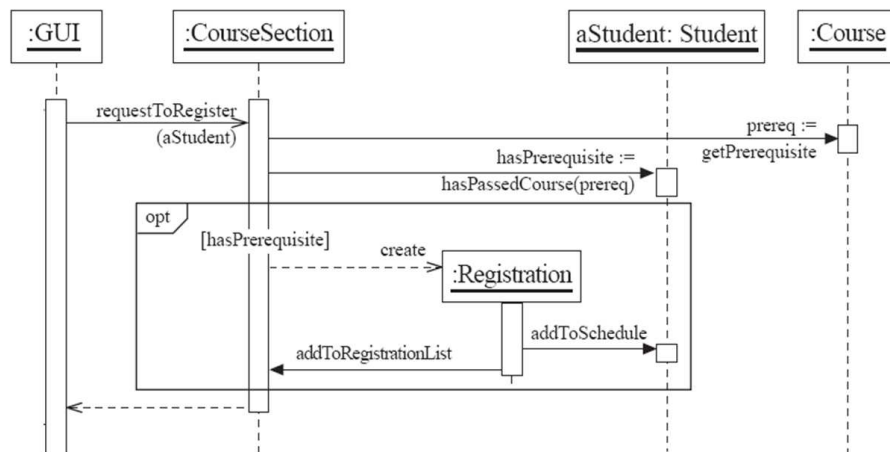 :GUI
:CourseSection
aStudent: Student
:Course
requestToRegister
(aStudent)
prereq :=
getPrerequisite
hasPrerequisite :=
hasPassedCourse(prereq)
opt
[hasPrerequisite]
create
:Registration
addToSchedule
addToRegistrationList